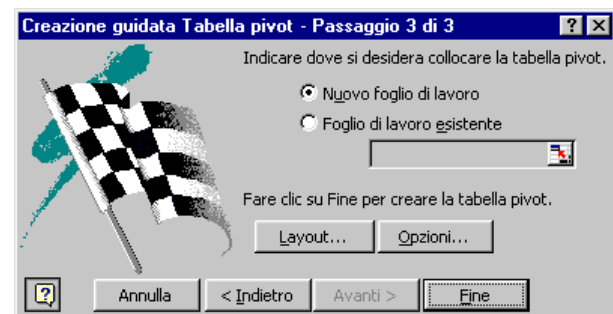 Creazione guidata Tabella pivot - Passaggio 3 di 3
Indicare dove si desidera collocare la tabella pivot.
Nuovo foglio di lavoro
Foglio di lavoro esistente
Fare clic su Fine per creare la tabella pivot.
Layout... Opzioni...
Annulla < Indietro Avanti > Fine